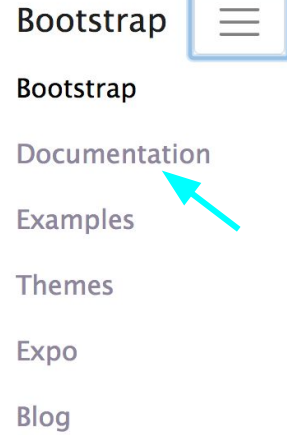 Bootstrap
Bootstrap
Documentation
Examples
Themes
Expo
Blog